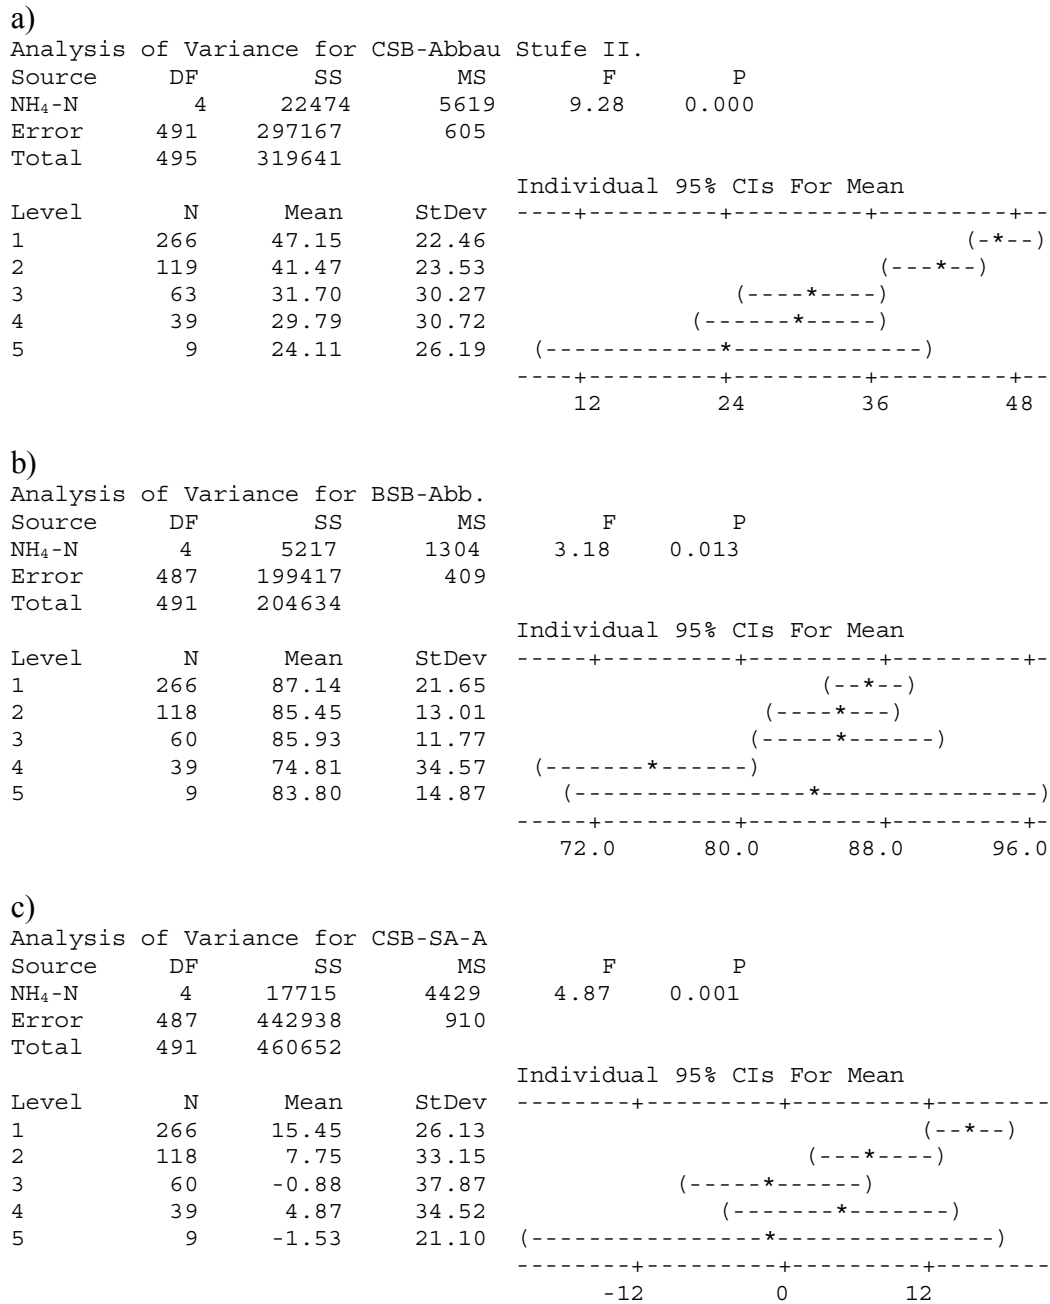 a)
Analysis of Variance for CSB-Abbau Stufe II.
Source     DF        SS        MS        F        P
NH₄-N       4     22474      5619     9.28    0.000
Error     491    297167       605
Total     495    319641
                                   Individual 95% CIs For Mean
Level       N      Mean     StDev  ----+---------+---------+---------+--
1         266     47.15     22.46                                 (-*--)
2         119     41.47     23.53                           (---*--)
3          63     31.70     30.27                 (----*----)
4          39     29.79     30.72              (------*-----)
5           9     24.11     26.19   (------------*-------------)
                                   ----+---------+---------+---------+--
                                      12        24        36        48
b)
Analysis of Variance for BSB-Abb.
Source     DF        SS        MS        F        P
NH₄-N       4      5217      1304     3.18    0.013
Error     487    199417       409
Total     491    204634
                                   Individual 95% CIs For Mean
Level       N      Mean     StDev  -----+---------+---------+---------+-
1         266     87.14     21.65                       (--*--)
2         118     85.45     13.01                   (----*---)
3          60     85.93     11.77                  (-----*------)
4          39     74.81     34.57   (-------*------)
5           9     83.80     14.87     (----------------*---------------)
                                   -----+---------+---------+---------+-
                                     72.0      80.0      88.0      96.0
c)
Analysis of Variance for CSB-SA-A
Source     DF        SS        MS        F        P
NH₄-N       4     17715      4429     4.87    0.001
Error     487    442938       910
Total     491    460652
                                   Individual 95% CIs For Mean
Level       N      Mean     StDev  --------+---------+---------+--------
1         266     15.45     26.13                              (--*--)
2         118      7.75     33.15                      (---*----)
3          60     -0.88     37.87             (-----*------)
4          39      4.87     34.52                (-------*-------)
5           9     -1.53     21.10  (----------------*---------------)
                                   --------+---------+---------+--------
                                         -12         0        12